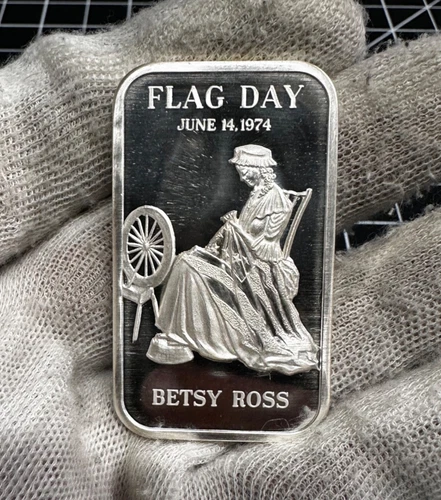 FLAG DAY
JUNE 14, 1974
BETSY ROSS